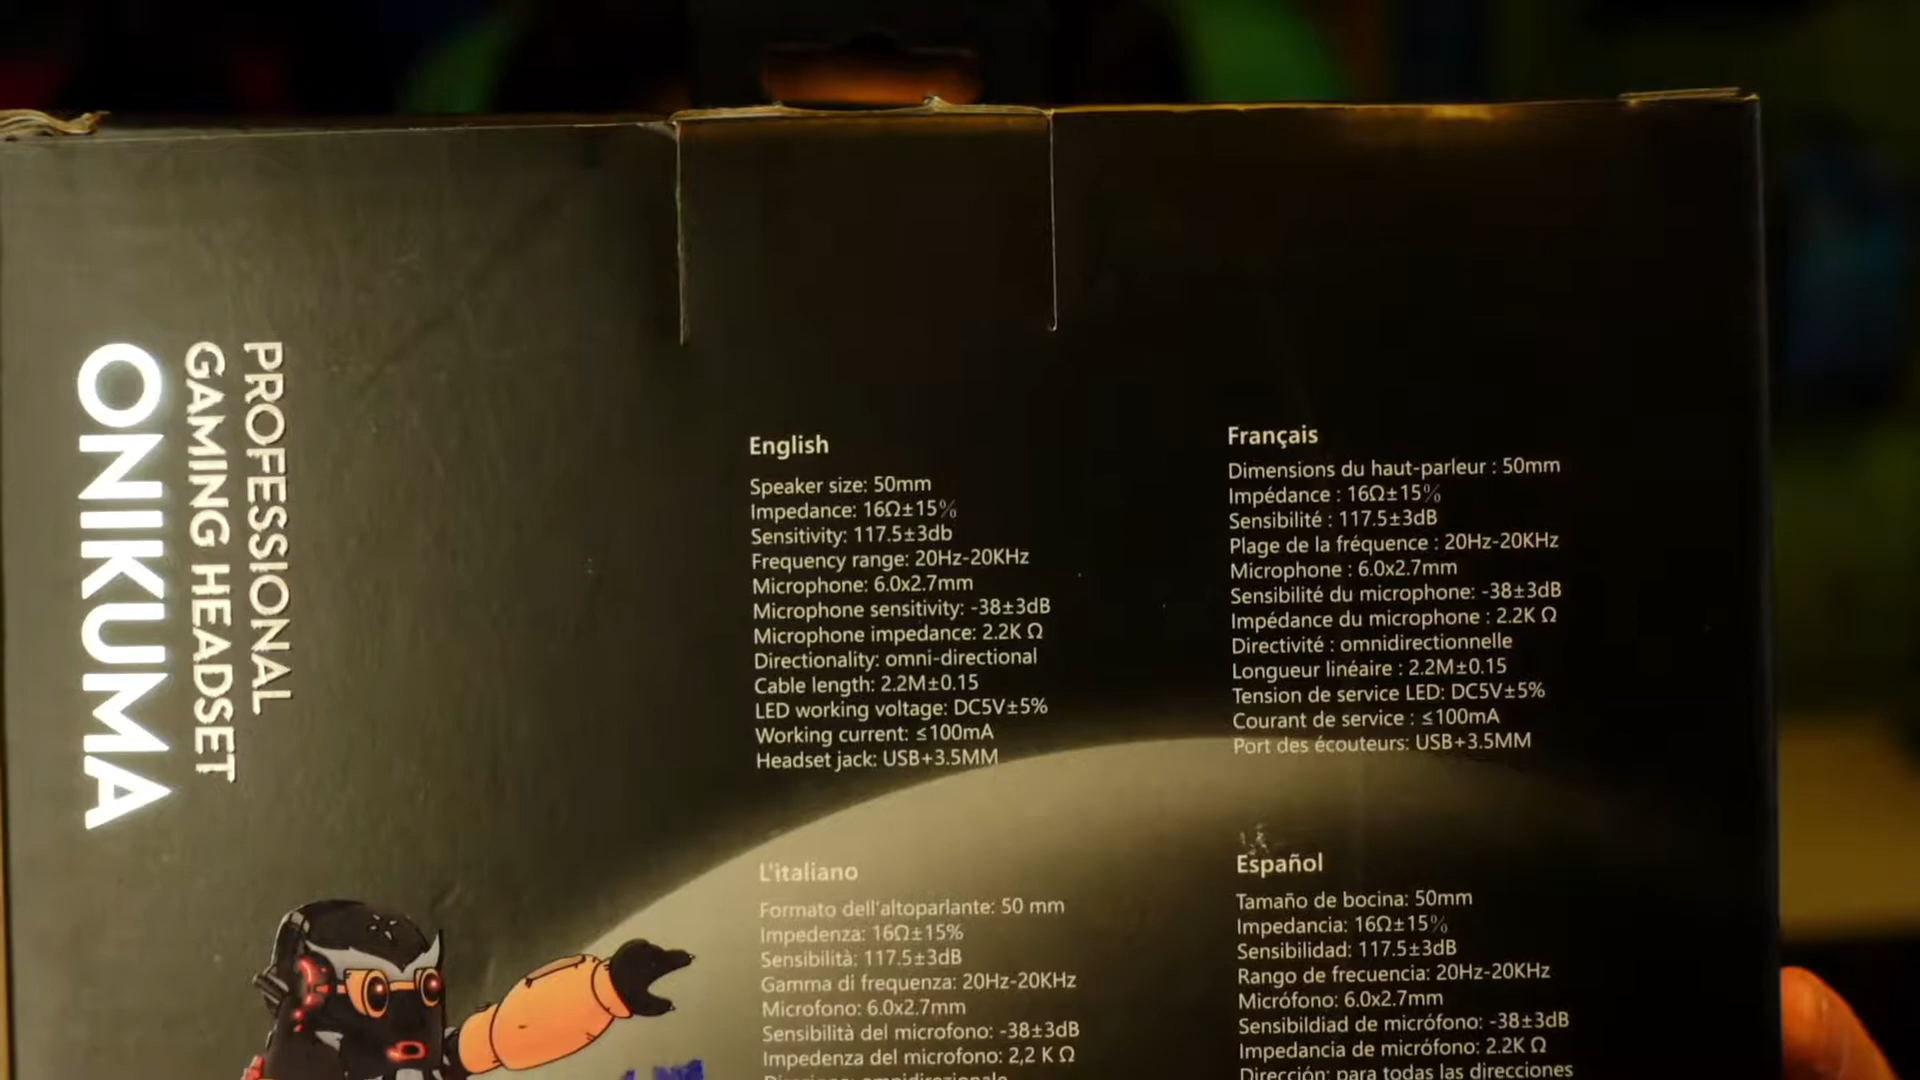 PROFESSIONAL
GAMING HEADSET
ONIKUMA
English
Speaker size: 50mm
Impedance: 16Ω±15%
Sensitivity: 117.5±3db
Frequency range: 20Hz-20KHz
Microphone: 6.0x2.7mm
Microphone sensitivity: -38±3dB
Microphone impedance: 2.2K Ω
Directionality: omni-directional
Cable length: 2.2M±0.15
LED working voltage: DC5V±5%
Working current: ≤100mA
Headset jack: USB+3.5MM
Français
Dimensions du haut-parleur : 50mm
Impédance : 16Ω±15%
Sensibilité : 117.5±3dB
Plage de la fréquence : 20Hz-20KHz
Microphone : 6.0x2.7mm
Sensibilité du microphone: -38±3dB
Impédance du microphone : 2.2K Ω
Directivité : omnidirectionnelle
Longueur linéaire : 2.2M±0.15
Tension de service LED: DC5V±5%
Courant de service : ≤100mA
Port des écouteurs: USB+3.5MM
L'italiano
Formato dell'altoparlante: 50 mm
Impedenza: 16Ω±15%
Sensibilità: 117.5±3dB
Gamma di frequenza: 20Hz-20KHz
Microfono: 6.0x2.7mm
Sensibilità del microfono: -38±3dB
Impedenza del microfono: 2,2 K Ω
Español
Tamaño de bocina: 50mm
Impedancia: 16Ω±15%
Sensibilidad: 117.5±3dB
Rango de frecuencia: 20Hz-20KHz
Micrófono: 6.0x2.7mm
Sensibildiad de micrófono: -38±3dB
Impedancia de micrófono: 2.2K Ω
Dirección: para todas las direcciones